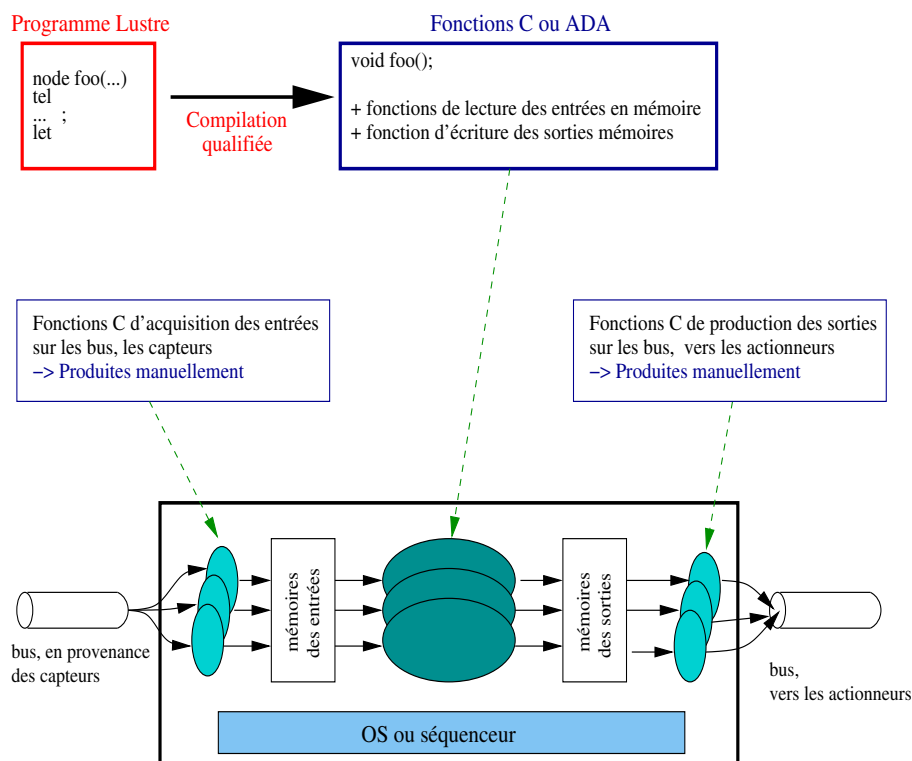 Programme Lustre
node foo(...)
tel
... ;
let
Compilation
qualifiée
Fonctions C ou ADA
void foo();
+ fonctions de lecture des entrées en mémoire
+ fonction d'écriture des sorties mémoires
Fonctions C d'acquisition des entrées
sur les bus, les capteurs
−> Produites manuellement
Fonctions C de production des sorties
sur les bus, vers les actionneurs
−> Produites manuellement
bus, en provenance
des capteurs
mémoires
des entrées
mémoires
des sorties
bus,
vers les actionneurs
OS ou séquenceur